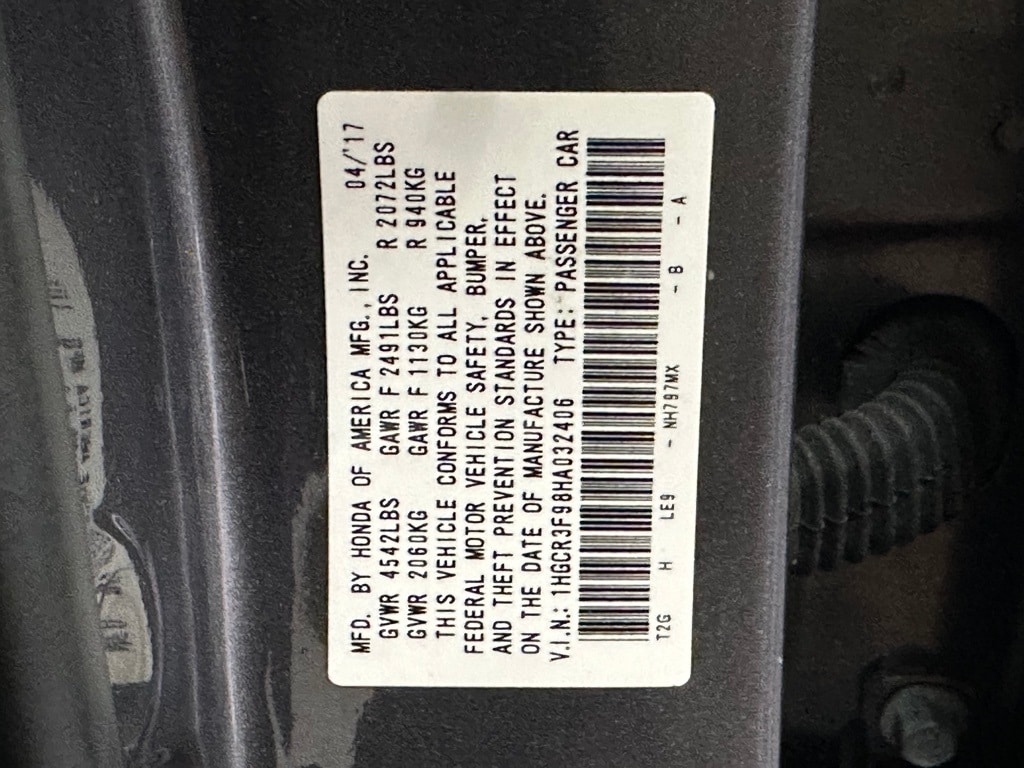 MFD. BY HONDA OF AMERICA MFG., INC. 04/'17
GVWR 4542LBS GAWR F 2491LBS R 2072LBS
GVWR 2060KG GAWR F 1130KG R 940KG
THIS VEHICLE CONFORMS TO ALL APPLICABLE
FEDERAL MOTOR VEHICLE SAFETY, BUMPER,
AND THEFT PREVENTION STANDARDS IN EFFECT
ON THE DATE OF MANUFACTURE SHOWN ABOVE.
V.I.N.: 1HGCR3F98HA032406 TYPE: PASSENGER CAR
T2G H LE9 - NH797MX - B - A